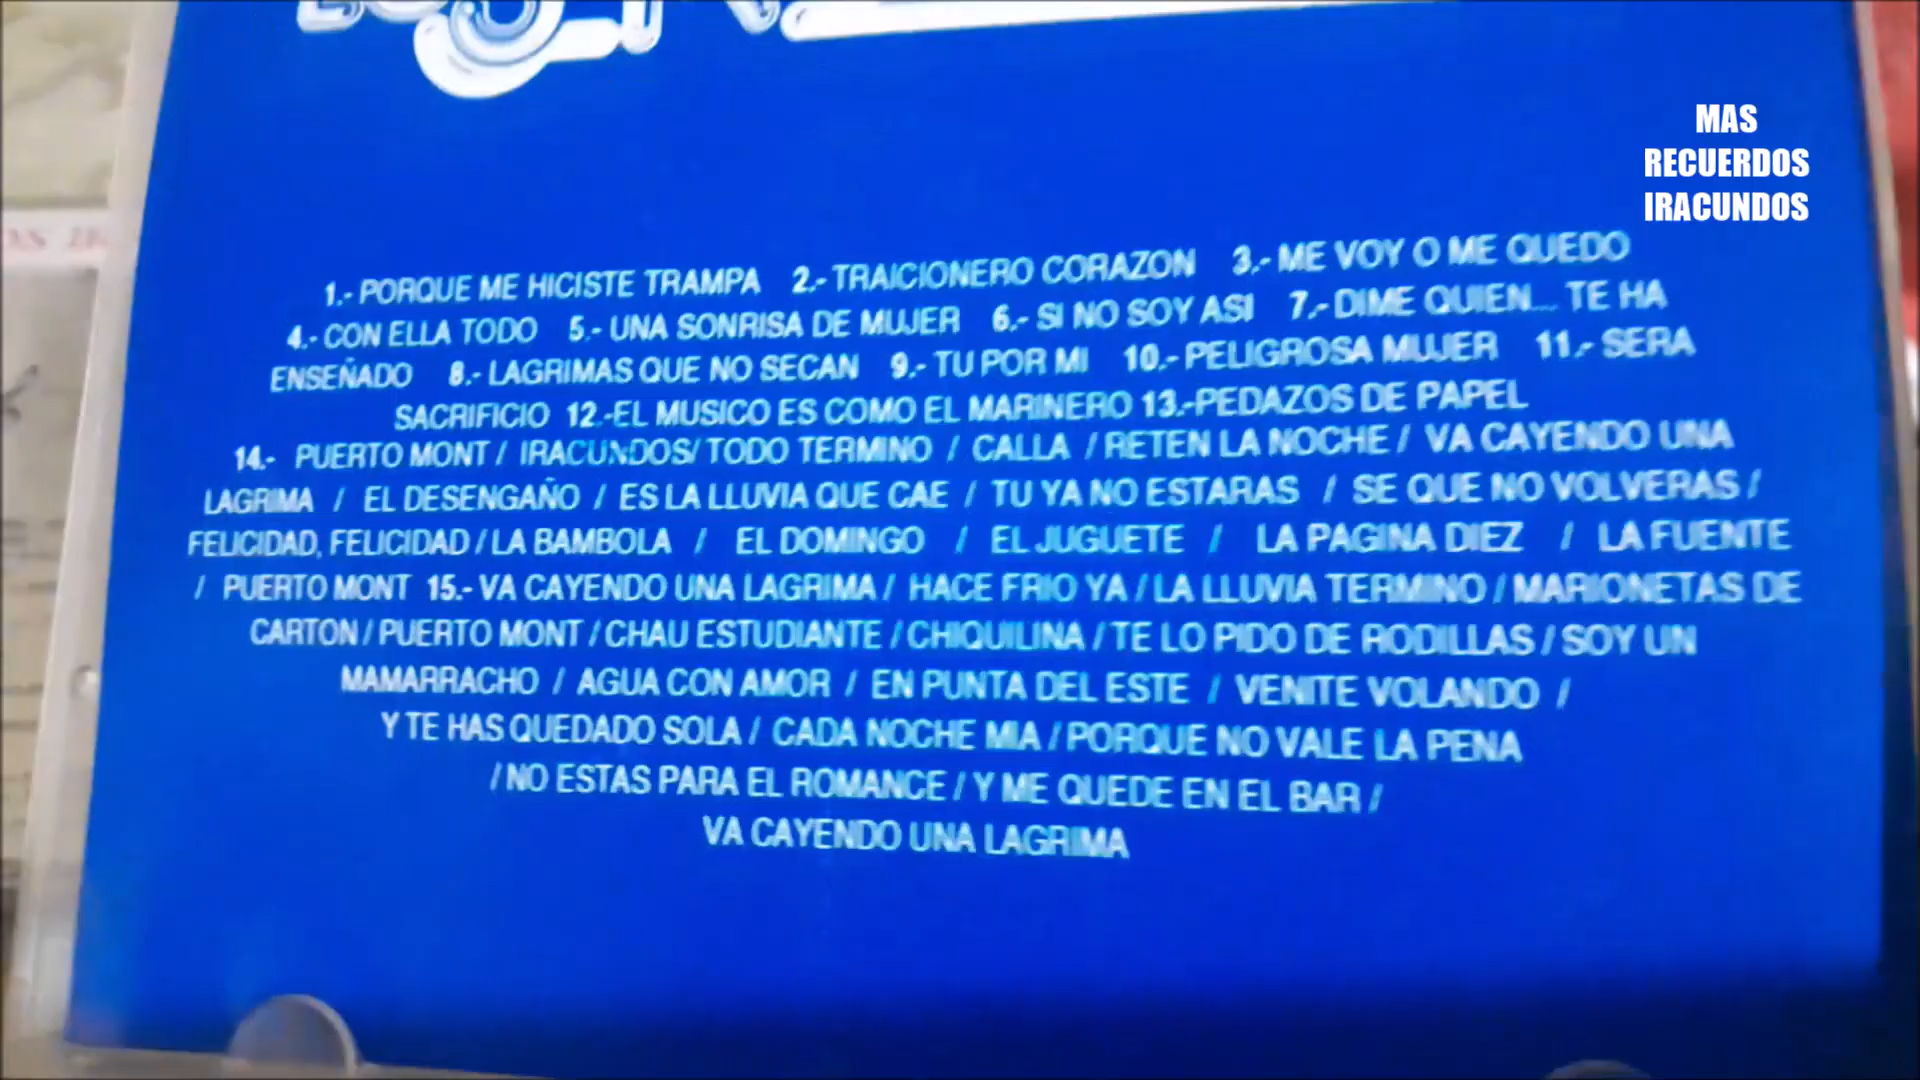 MAS
RECUERDOS
IRACUNDOS
1.- PORQUE ME HICISTE TRAMPA 2.- TRAICIONERO CORAZON 3.- ME VOY O ME QUEDO
4.- CON ELLA TODO 5.- UNA SONRISA DE MUJER 6.- SI NO SOY ASI 7.- DIME QUIEN... TE HA
ENSEÑADO 8.- LAGRIMAS QUE NO SECAN 9.- TU POR MI 10.- PELIGROSA MUJER 11.- SERA
SACRIFICIO 12.-EL MUSICO ES COMO EL MARINERO 13.-PEDAZOS DE PAPEL
14.- PUERTO MONT / IRACUNDOS/ TODO TERMINO / CALLA / RETEN LA NOCHE / VA CAYENDO UNA
LAGRIMA / EL DESENGAÑO / ES LA LLUVIA QUE CAE / TU YA NO ESTARAS / SE QUE NO VOLVERAS /
FELICIDAD, FELICIDAD / LA BAMBOLA / EL DOMINGO / EL JUGUETE / LA PAGINA DIEZ / LA FUENTE
/ PUERTO MONT 15.- VA CAYENDO UNA LAGRIMA / HACE FRIO YA / LA LLUVIA TERMINO / MARIONETAS DE
CARTON / PUERTO MONT / CHAU ESTUDIANTE / CHIQUILINA / TE LO PIDO DE RODILLAS / SOY UN
MAMARRACHO / AGUA CON AMOR / EN PUNTA DEL ESTE / VENITE VOLANDO /
Y TE HAS QUEDADO SOLA / CADA NOCHE MIA / PORQUE NO VALE LA PENA
/ NO ESTAS PARA EL ROMANCE / Y ME QUEDE EN EL BAR /
VA CAYENDO UNA LAGRIMA